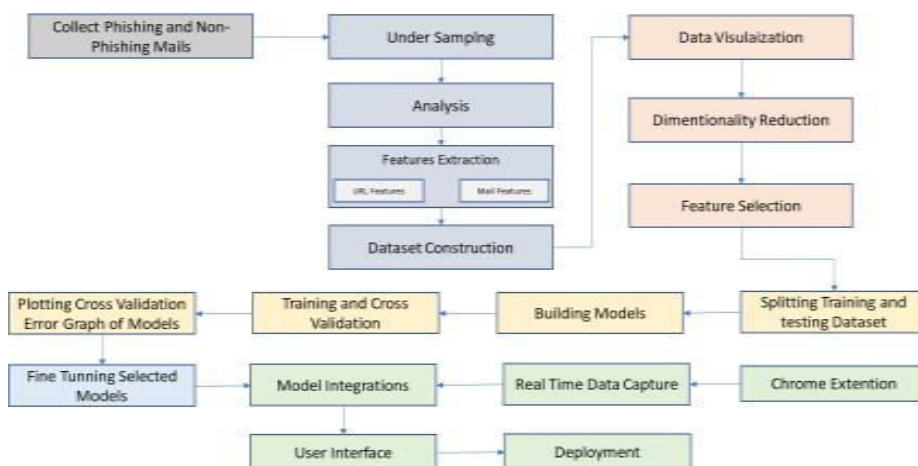 Collect Phishing and Non-
Phishing Mails
Under Sampling
Analysis
Features Extraction
URL Features
Mail Features
Dataset Construction
Data Visulaization
Dimentionality Reduction
Feature Selection
Splitting Training and
testing Dataset
Building Models
Training and Cross
Validation
Plotting Cross Validation
Error Graph of Models
Fine Tunning Selected
Models
Model Integrations
Real Time Data Capture
Chrome Extention
User Interface
Deployment